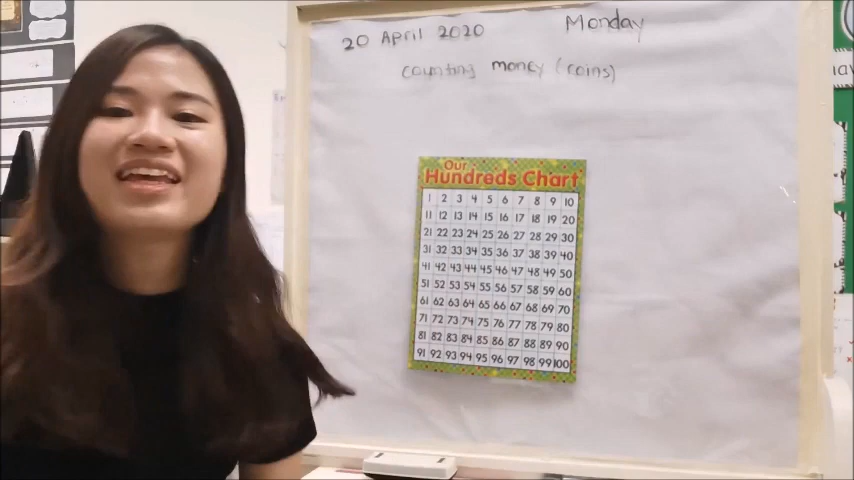 20 April 2020 Monday
counting money (coins)
Our
Hundreds Chart
1 2 3 4 5 6 7 8 9 10
11 12 13 14 15 16 17 18 19 20
21 22 23 24 25 26 27 28 29 30
31 32 33 34 35 36 37 38 39 40
41 42 43 44 45 46 47 48 49 50
51 52 53 54 55 56 57 58 59 60
61 62 63 64 65 66 67 68 69 70
71 72 73 74 75 76 77 78 79 80
81 82 83 84 85 86 87 88 89 90
91 92 93 94 95 96 97 98 99 100